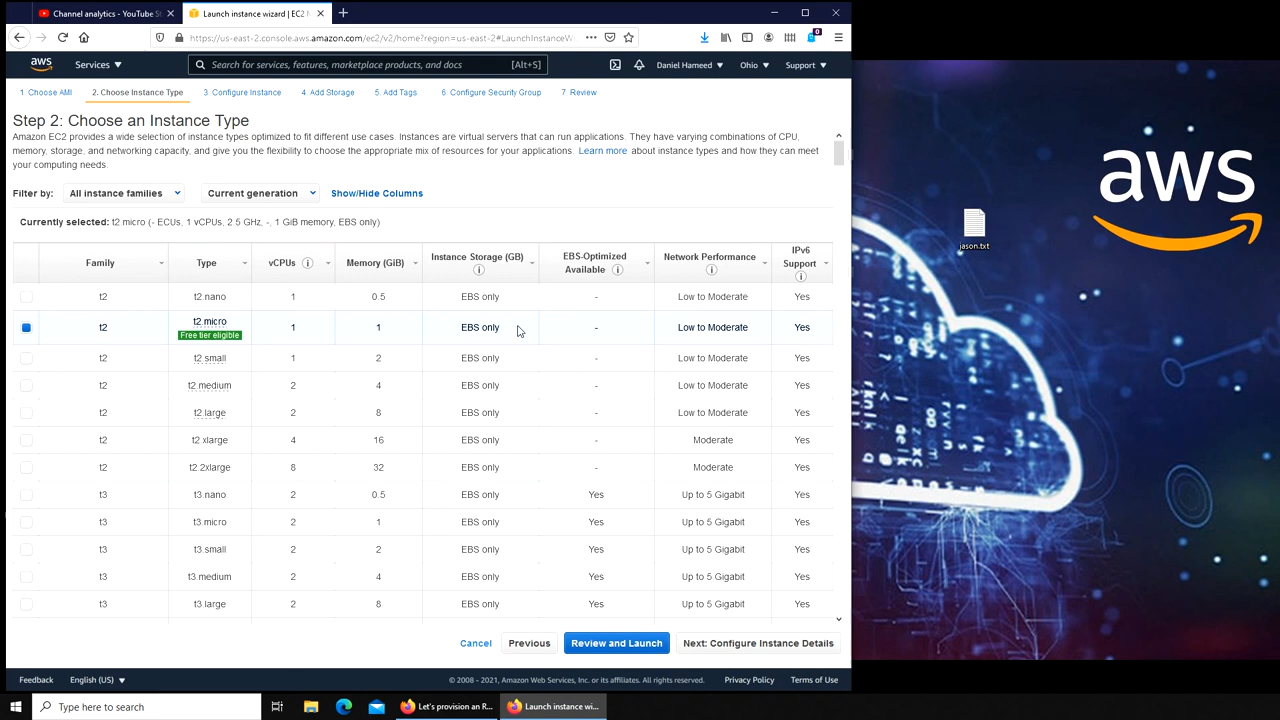 Channel analytics - YouTube St
Launch instance wizard | EC2 M
https://us-east-2.console.aws.amazon.com/ec2/v2/home?region=us-east-2#LaunchInstanceW
0
aws
Services
Search for services, features, marketplace products, and docs
[Alt+S]
Daniel Hameed
Ohio
Support
1. Choose AMI
2. Choose Instance Type
3. Configure Instance
4. Add Storage
5. Add Tags
6. Configure Security Group
7. Review
Step 2: Choose an Instance Type
Amazon EC2 provides a wide selection of instance types optimized to fit different use cases. Instances are virtual servers that can run applications. They have varying combinations of CPU,
memory, storage, and networking capacity, and give you the flexibility to choose the appropriate mix of resources for your applications. Learn more about instance types and how they can meet
your computing needs.
Filter by: All instance families Current generation Show/Hide Columns
Currently selected: t2.micro (- ECUs, 1 vCPUs, 2.5 GHz, -, 1 GiB memory, EBS only)
Family Type vCPUs Memory (GiB) Instance Storage (GB) EBS-Optimized Available Network Performance IPv6 Support
t2 t2.nano 1 0.5 EBS only - Low to Moderate Yes
t2 t2.micro 1 1 EBS only - Low to Moderate Yes
Free tier eligible
t2 t2.small 1 2 EBS only - Low to Moderate Yes
t2 t2.medium 2 4 EBS only - Low to Moderate Yes
t2 t2.large 2 8 EBS only - Low to Moderate Yes
t2 t2.xlarge 4 16 EBS only - Moderate Yes
t2 t2.2xlarge 8 32 EBS only - Moderate Yes
t3 t3.nano 2 0.5 EBS only Yes Up to 5 Gigabit Yes
t3 t3.micro 2 1 EBS only Yes Up to 5 Gigabit Yes
t3 t3.small 2 2 EBS only Yes Up to 5 Gigabit Yes
t3 t3.medium 2 4 EBS only Yes Up to 5 Gigabit Yes
t3 t3.large 2 8 EBS only Yes Up to 5 Gigabit Yes
Cancel
Previous
Review and Launch
Next: Configure Instance Details
Feedback
English (US)
© 2008 - 2021, Amazon Web Services, Inc. or its affiliates. All rights reserved.
Privacy Policy
Terms of Use
aws
jason.txt
Type here to search
Let's provision an R...
Launch instance wi...